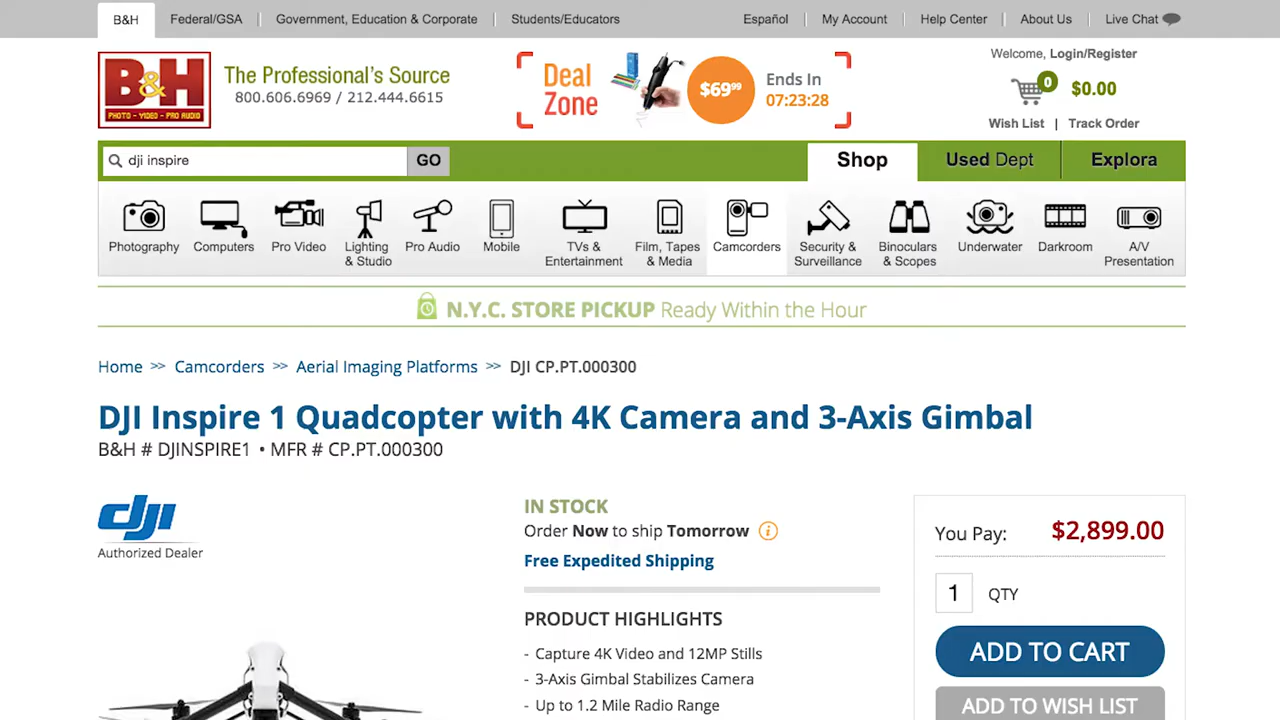 B&H
Federal/GSA
Government, Education & Corporate
Students/Educators
Español
My Account
Help Center
About Us
Live Chat
B&H
PHOTO - VIDEO - PRO AUDIO
The Professional's Source
800.606.6969 / 212.444.6615
Deal
Zone
$69.99
Ends In
07:23:28
Welcome, Login/Register
0
$0.00
Wish List | Track Order
dji inspire
GO
Shop
Used Dept
Explora
Photography
Computers
Pro Video
Lighting
& Studio
Pro Audio
Mobile
TVs &
Entertainment
Film, Tapes
& Media
Camcorders
Security &
Surveillance
Binoculars
& Scopes
Underwater
Darkroom
A/V
Presentation
N.Y.C. STORE PICKUP Ready Within the Hour
Home >> Camcorders >> Aerial Imaging Platforms >> DJI CP.PT.000300
DJI Inspire 1 Quadcopter with 4K Camera and 3-Axis Gimbal
B&H # DJINSPIRE1 • MFR # CP.PT.000300
dji
Authorized Dealer
IN STOCK
Order Now to ship Tomorrow
Free Expedited Shipping
PRODUCT HIGHLIGHTS
- Capture 4K Video and 12MP Stills
- 3-Axis Gimbal Stabilizes Camera
- Up to 1.2 Mile Radio Range
You Pay: $2,899.00
1 QTY
ADD TO CART
ADD TO WISH LIST